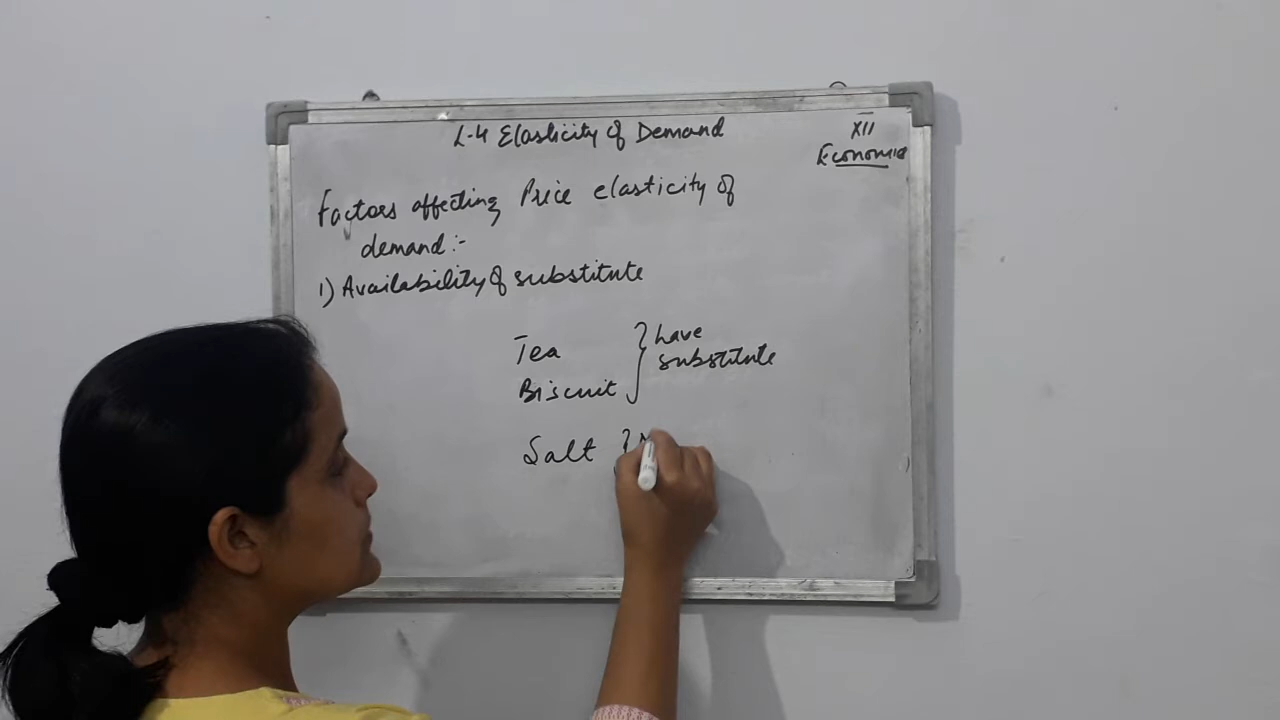 L-4 Elasticity of Demand
XII
Economics
Factors affecting Price elasticity of
demand :-
1) Availability of substitute
Tea
Biscuit
have
substitute
Salt